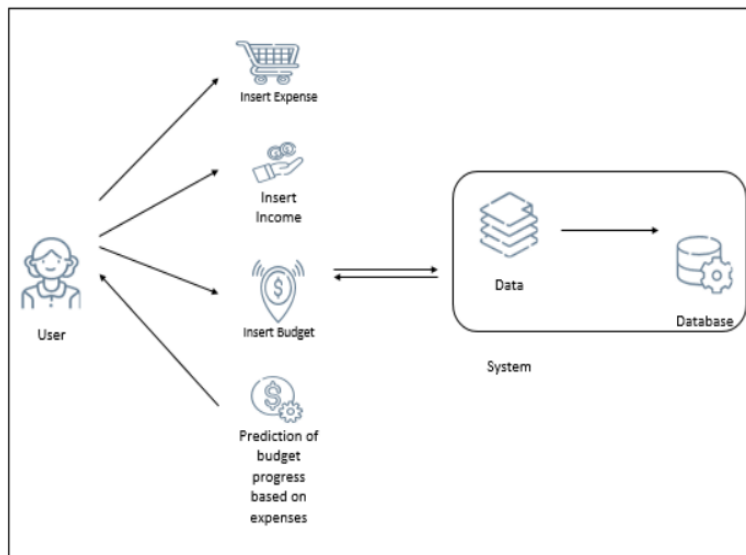 Insert Expense
Insert
Income
User
Insert Budget
Prediction of
budget
progress
based on
expenses
Data
Database
System